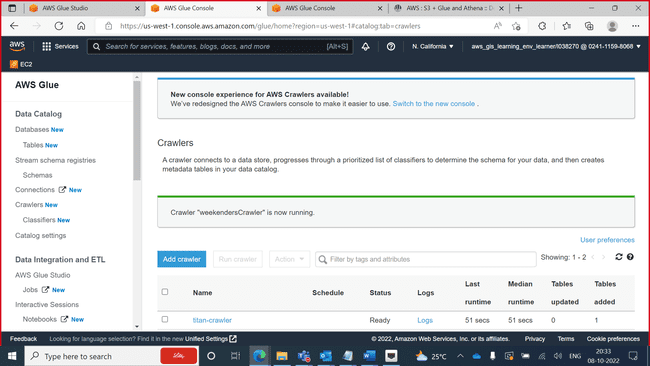 AWS Glue Studio
AWS Glue Console
AWS Glue Console
AWS : S3 + Glue and Athena :: D
https://us-west-1.console.aws.amazon.com/glue/home?region=us-west-1#catalog:tab=crawlers
aws
Services
Search for services, features, blogs, docs, and more
[Alt+S]
N. California
aws_gis_learning_env_learner/i038270 @ 0241-1159-8068
EC2
AWS Glue
Data Catalog
Databases New
Tables New
Stream schema registries
Schemas
Connections New
Crawlers New
Classifiers New
Catalog settings
Data Integration and ETL
AWS Glue Studio
Jobs New
Interactive Sessions
Notebooks New
New console experience for AWS Crawlers available!
We've redesigned the AWS Crawlers console to make it easier to use. Switch to the new console .
Crawlers
A crawler connects to a data store, progresses through a prioritized list of classifiers to determine the schema for your data, and then creates
metadata tables in your data catalog.
Crawler "weekendersCrawler" is now running.
User preferences
Add crawler
Run crawler
Action
Filter by tags and attributes
Showing: 1 - 2
Name
Schedule
Status
Logs
Last runtime
Median runtime
Tables updated
Tables added
titan-crawler
Ready
Logs
51 secs
51 secs
0
1
Feedback
Looking for language selection? Find it in the new Unified Settings
© 2022, Amazon Web Services, Inc. or its affiliates.
Privacy
Terms
Cookie preferences
Type here to search
25°C
ENG
20:33
08-10-2022